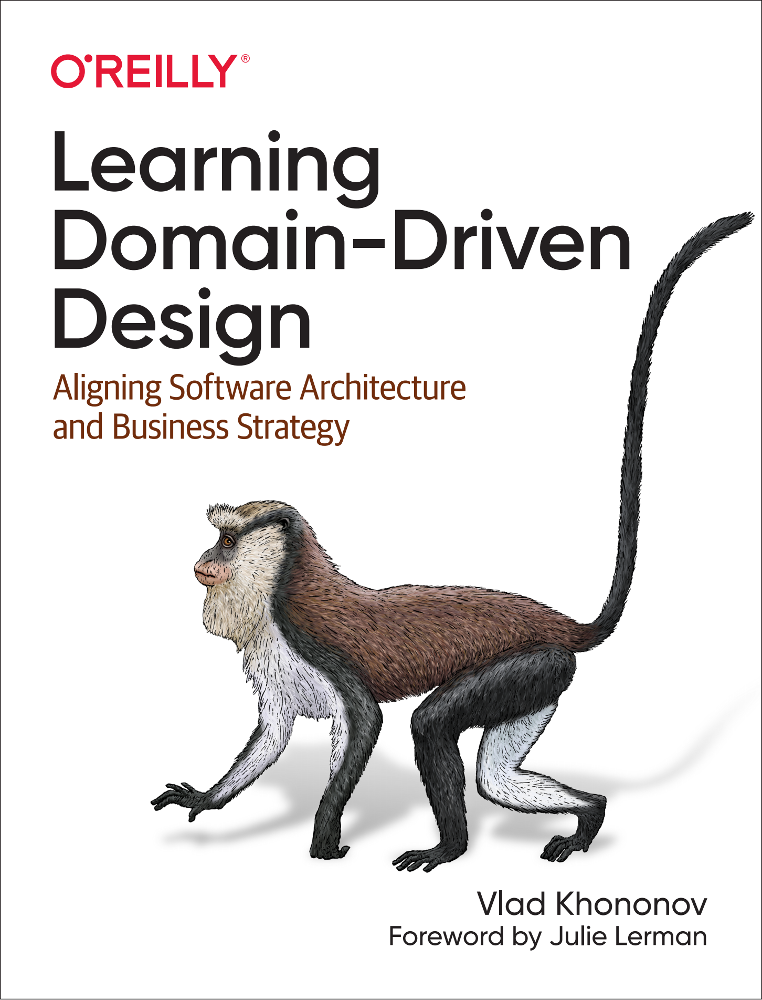 O'REILLY®
Learning
Domain-Driven
Design
Aligning Software Architecture
and Business Strategy
Vlad Khononov
Foreword by Julie Lerman